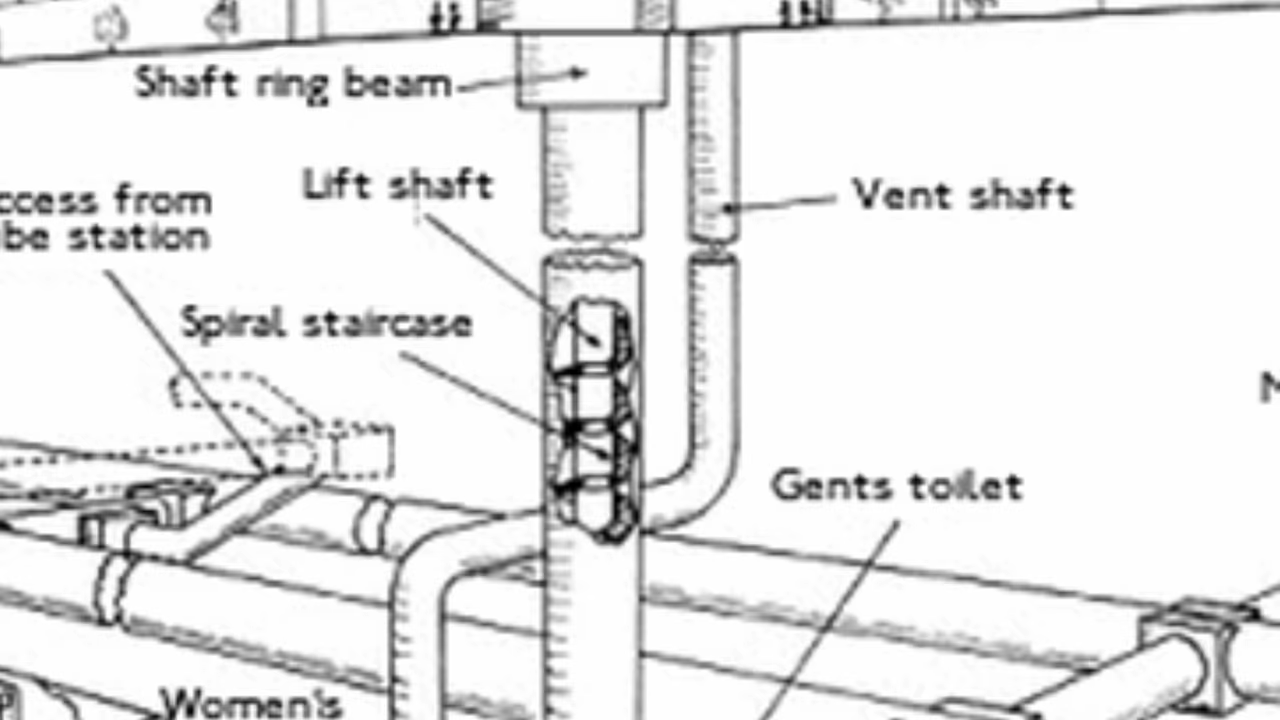 Shaft ring beam
Lift shaft
Vent shaft
ccess from
be station
Spiral staircase
Gents toilet
Women's